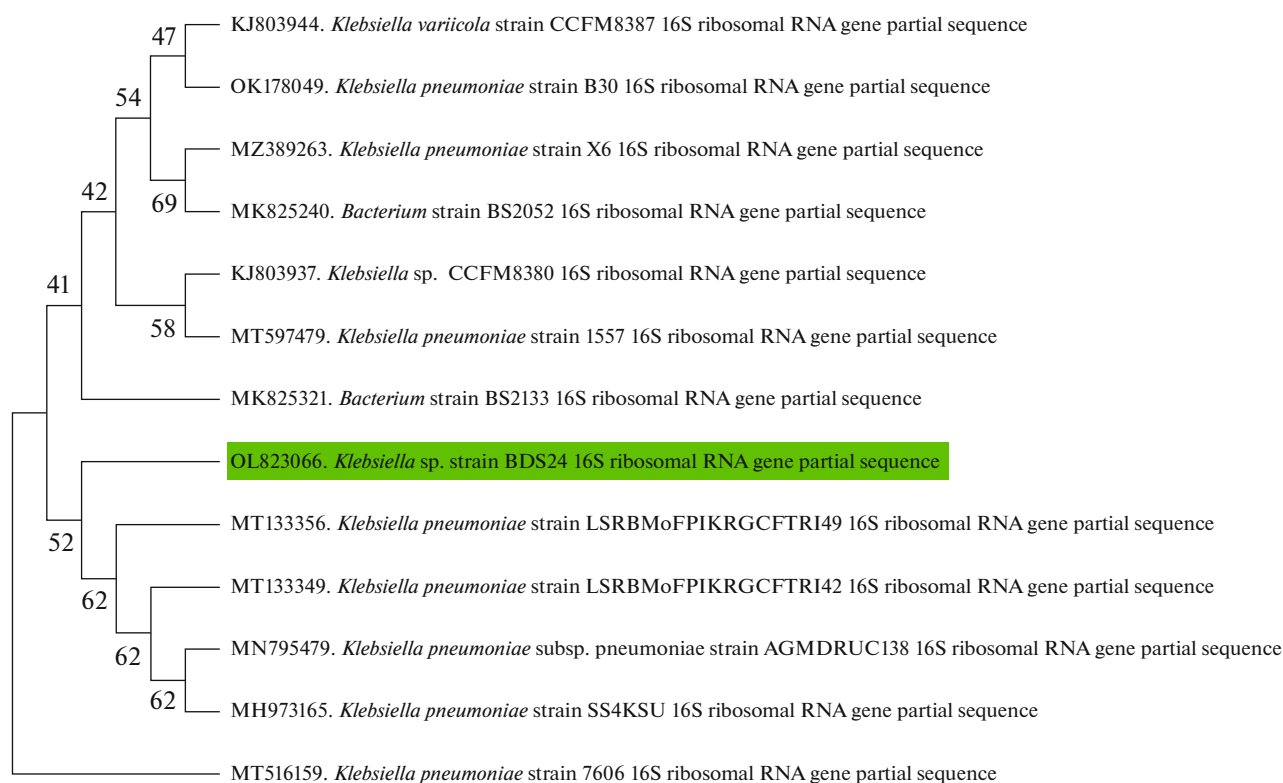 47
KJ803944. Klebsiella variicola strain CCFM8387 16S ribosomal RNA gene partial sequence
OK178049. Klebsiella pneumoniae strain B30 16S ribosomal RNA gene partial sequence
54
MZ389263. Klebsiella pneumoniae strain X6 16S ribosomal RNA gene partial sequence
42
69
MK825240. Bacterium strain BS2052 16S ribosomal RNA gene partial sequence
KJ803937. Klebsiella sp. CCFM8380 16S ribosomal RNA gene partial sequence
41
58
MT597479. Klebsiella pneumoniae strain 1557 16S ribosomal RNA gene partial sequence
MK825321. Bacterium strain BS2133 16S ribosomal RNA gene partial sequence
OL823066. Klebsiella sp. strain BDS24 16S ribosomal RNA gene partial sequence
MT133356. Klebsiella pneumoniae strain LSRBMoFPIKRGCFTRI49 16S ribosomal RNA gene partial sequence
52
MT133349. Klebsiella pneumoniae strain LSRBMoFPIKRGCFTRI42 16S ribosomal RNA gene partial sequence
62
MN795479. Klebsiella pneumoniae subsp. pneumoniae strain AGMDRUC138 16S ribosomal RNA gene partial sequence
62
62
MH973165. Klebsiella pneumoniae strain SS4KSU 16S ribosomal RNA gene partial sequence
MT516159. Klebsiella pneumoniae strain 7606 16S ribosomal RNA gene partial sequence